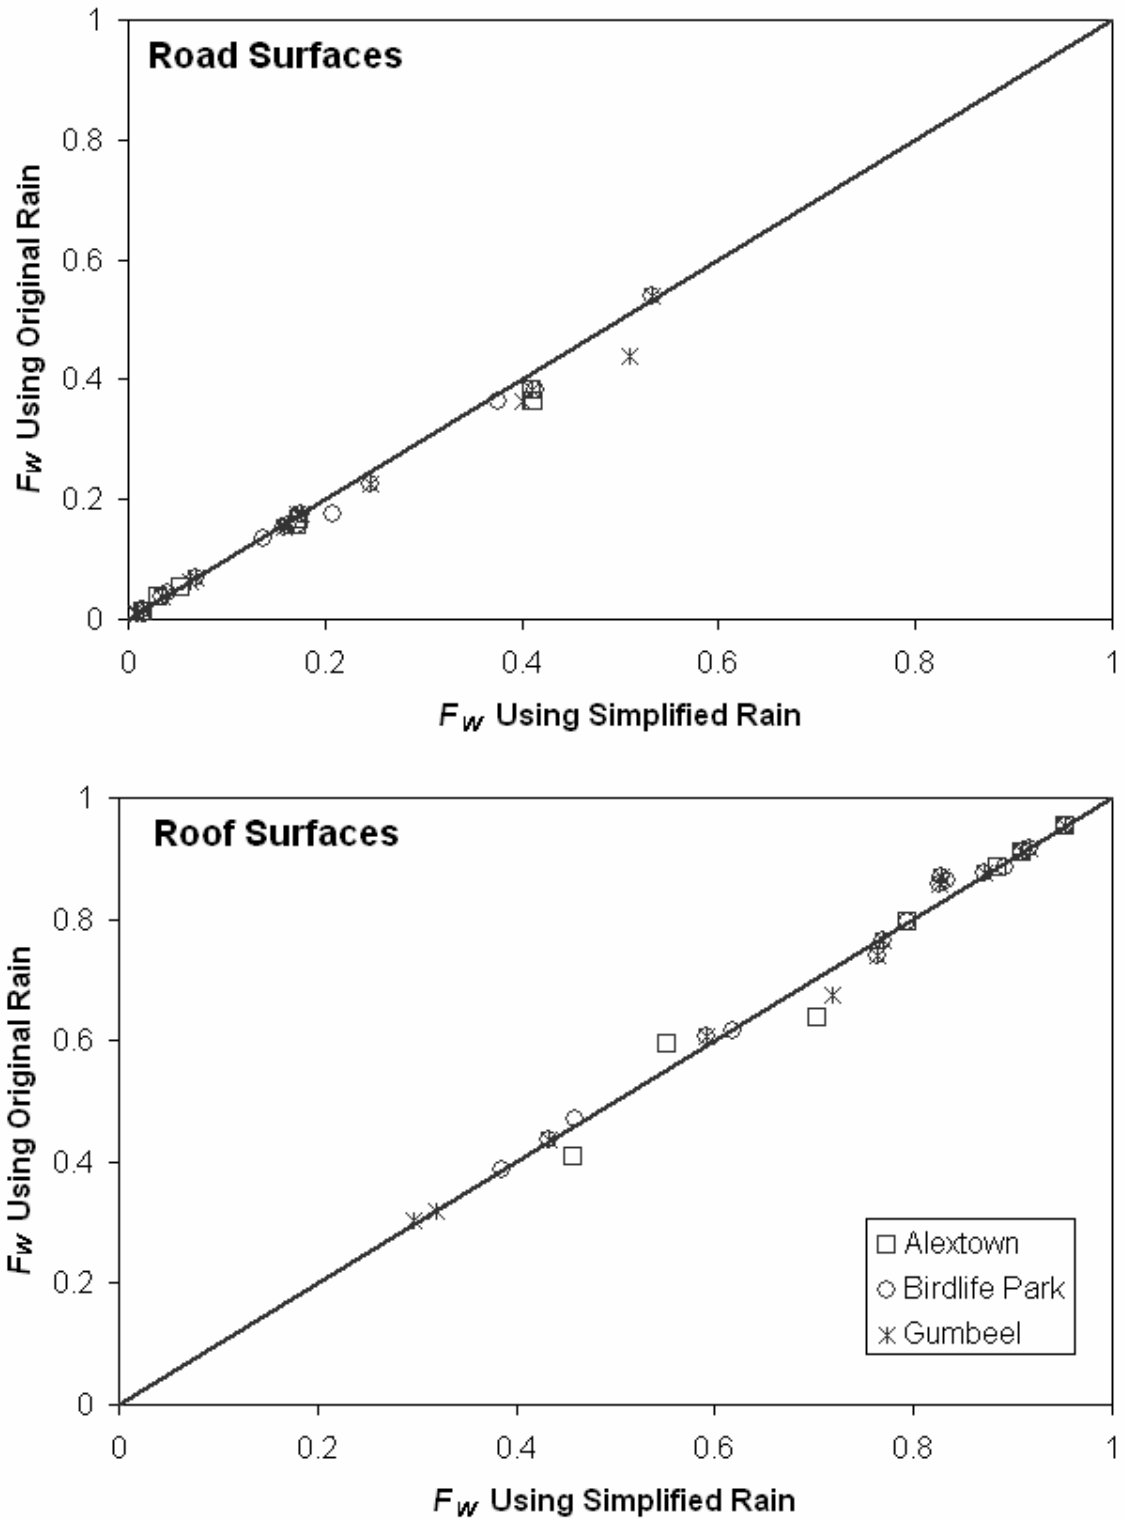 Road Surfaces
1
0.8
0.6
0.4
0.2
0
0 0.2 0.4 0.6 0.8 1
FW Using Original Rain
FW Using Simplified Rain
Roof Surfaces
1
0.8
0.6
0.4
0.2
0
0 0.2 0.4 0.6 0.8 1
FW Using Original Rain
Alextown
Birdlife Park
Gumbeel
FW Using Simplified Rain